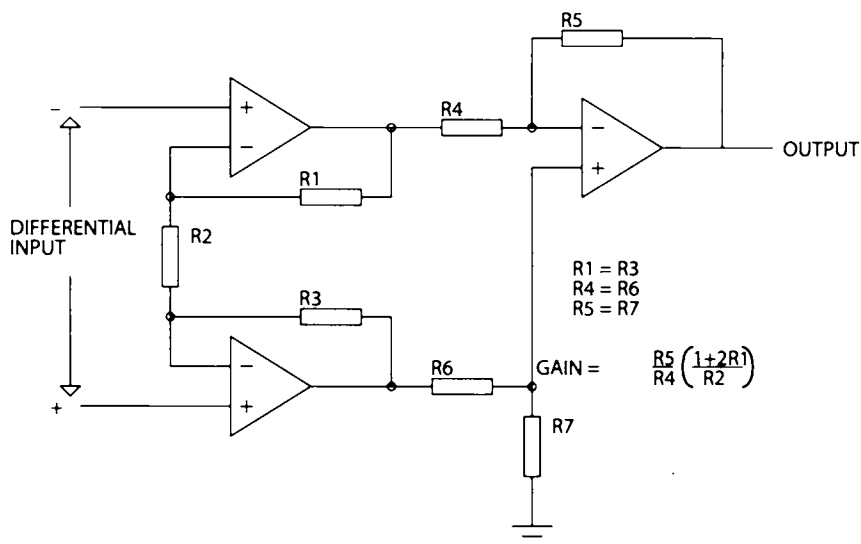 R5
−
+
−
R4
−
+
OUTPUT
R1
DIFFERENTIAL
INPUT
R2
R1 = R3
R4 = R6
R5 = R7
R3
−
+
+
R6
GAIN =
R5
R4
(1+2R1)
R2
R7